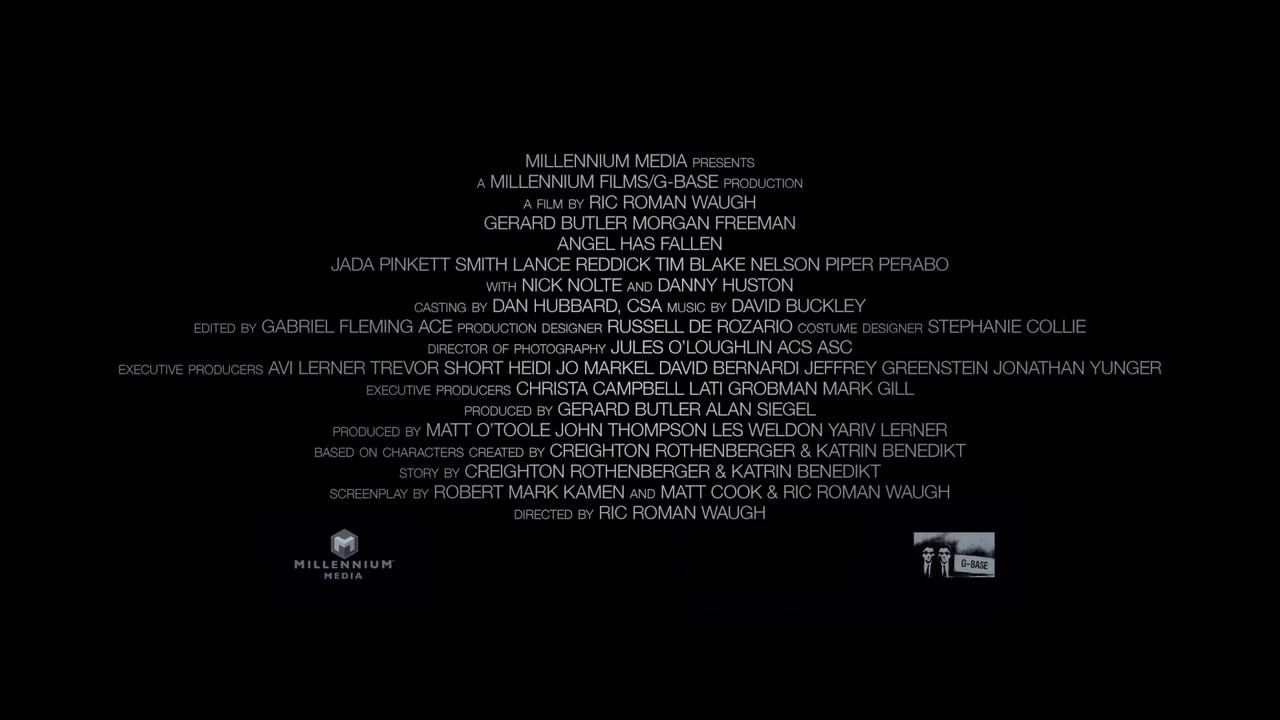 MILLENNIUM MEDIA PRESENTS
A MILLENNIUM FILMS/G-BASE PRODUCTION
A FILM BY RIC ROMAN WAUGH
GERARD BUTLER MORGAN FREEMAN
ANGEL HAS FALLEN
JADA PINKETT SMITH LANCE REDDICK TIM BLAKE NELSON PIPER PERABO
WITH NICK NOLTE AND DANNY HUSTON
CASTING BY DAN HUBBARD, CSA MUSIC BY DAVID BUCKLEY
EDITED BY GABRIEL FLEMING ACE PRODUCTION DESIGNER RUSSELL DE ROZARIO COSTUME DESIGNER STEPHANIE COLLIE
DIRECTOR OF PHOTOGRAPHY JULES O'LOUGHLIN ACS ASC
EXECUTIVE PRODUCERS AVI LERNER TREVOR SHORT HEIDI JO MARKEL DAVID BERNARDI JEFFREY GREENSTEIN JONATHAN YUNGER
EXECUTIVE PRODUCERS CHRISTA CAMPBELL LATI GROBMAN MARK GILL
PRODUCED BY GERARD BUTLER ALAN SIEGEL
PRODUCED BY MATT O'TOOLE JOHN THOMPSON LES WELDON YARIV LERNER
BASED ON CHARACTERS CREATED BY CREIGHTON ROTHENBERGER & KATRIN BENEDIKT
STORY BY CREIGHTON ROTHENBERGER & KATRIN BENEDIKT
SCREENPLAY BY ROBERT MARK KAMEN AND MATT COOK & RIC ROMAN WAUGH
DIRECTED BY RIC ROMAN WAUGH
MILLENNIUM
MEDIA
G-BASE